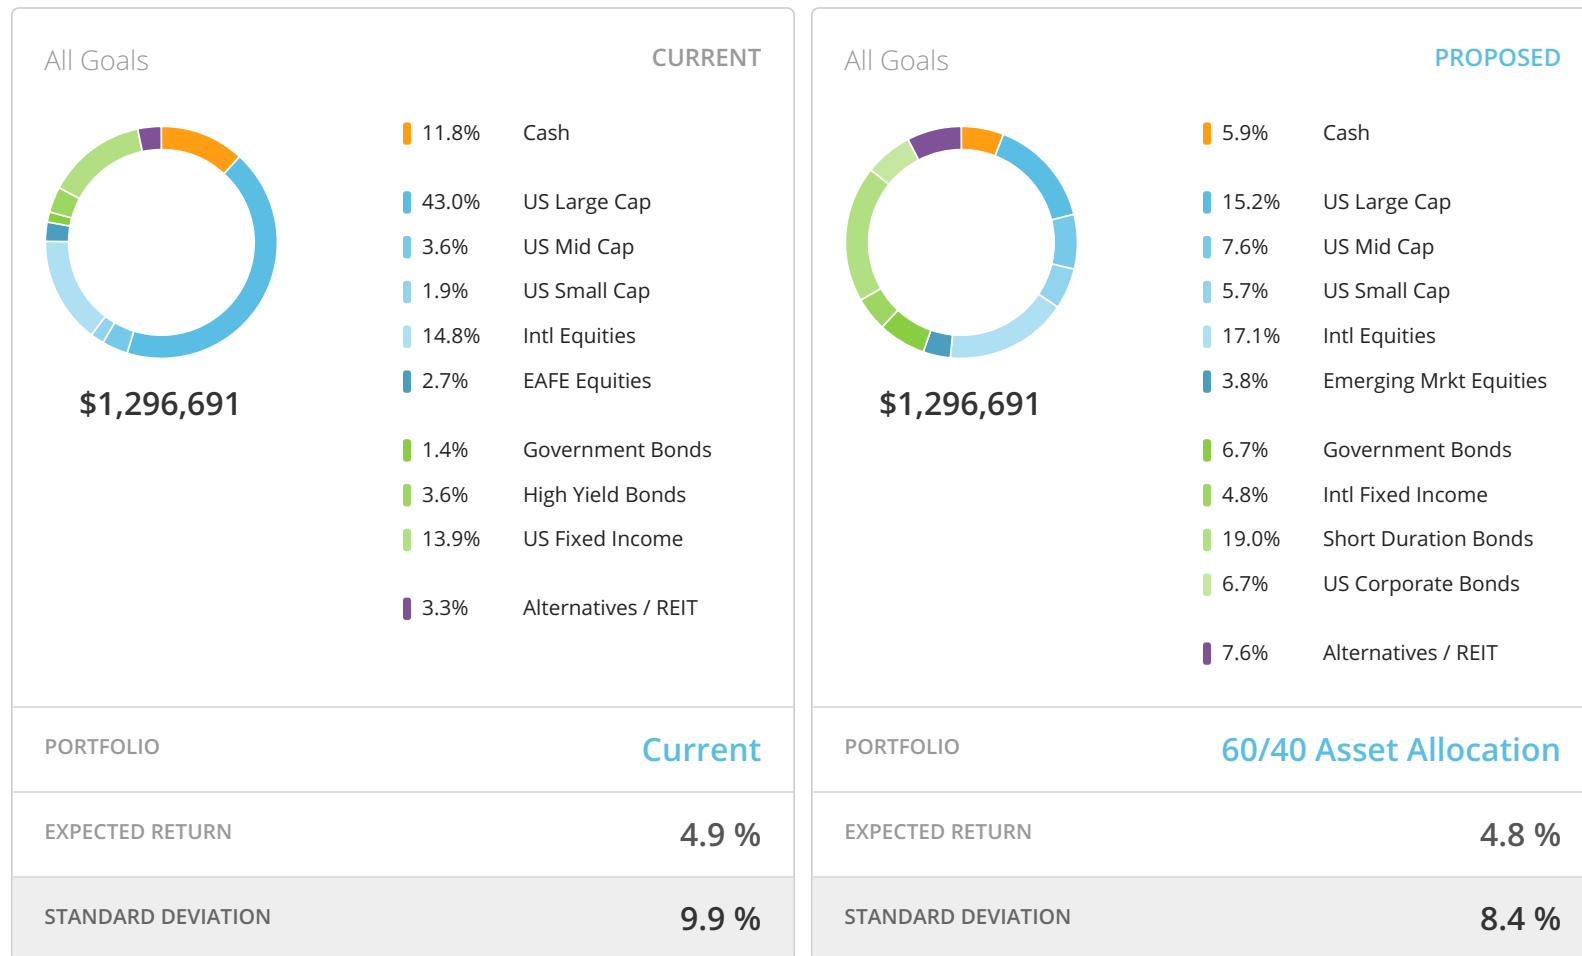 All Goals CURRENT
11.8% Cash
43.0% US Large Cap
3.6% US Mid Cap
1.9% US Small Cap
14.8% Intl Equities
2.7% EAFE Equities
1.4% Government Bonds
3.6% High Yield Bonds
13.9% US Fixed Income
3.3% Alternatives / REIT
$1,296,691
PORTFOLIO Current
EXPECTED RETURN 4.9 %
STANDARD DEVIATION 9.9 %
All Goals PROPOSED
5.9% Cash
15.2% US Large Cap
7.6% US Mid Cap
5.7% US Small Cap
17.1% Intl Equities
3.8% Emerging Mrkt Equities
6.7% Government Bonds
4.8% Intl Fixed Income
19.0% Short Duration Bonds
6.7% US Corporate Bonds
7.6% Alternatives / REIT
$1,296,691
PORTFOLIO 60/40 Asset Allocation
EXPECTED RETURN 4.8 %
STANDARD DEVIATION 8.4 %